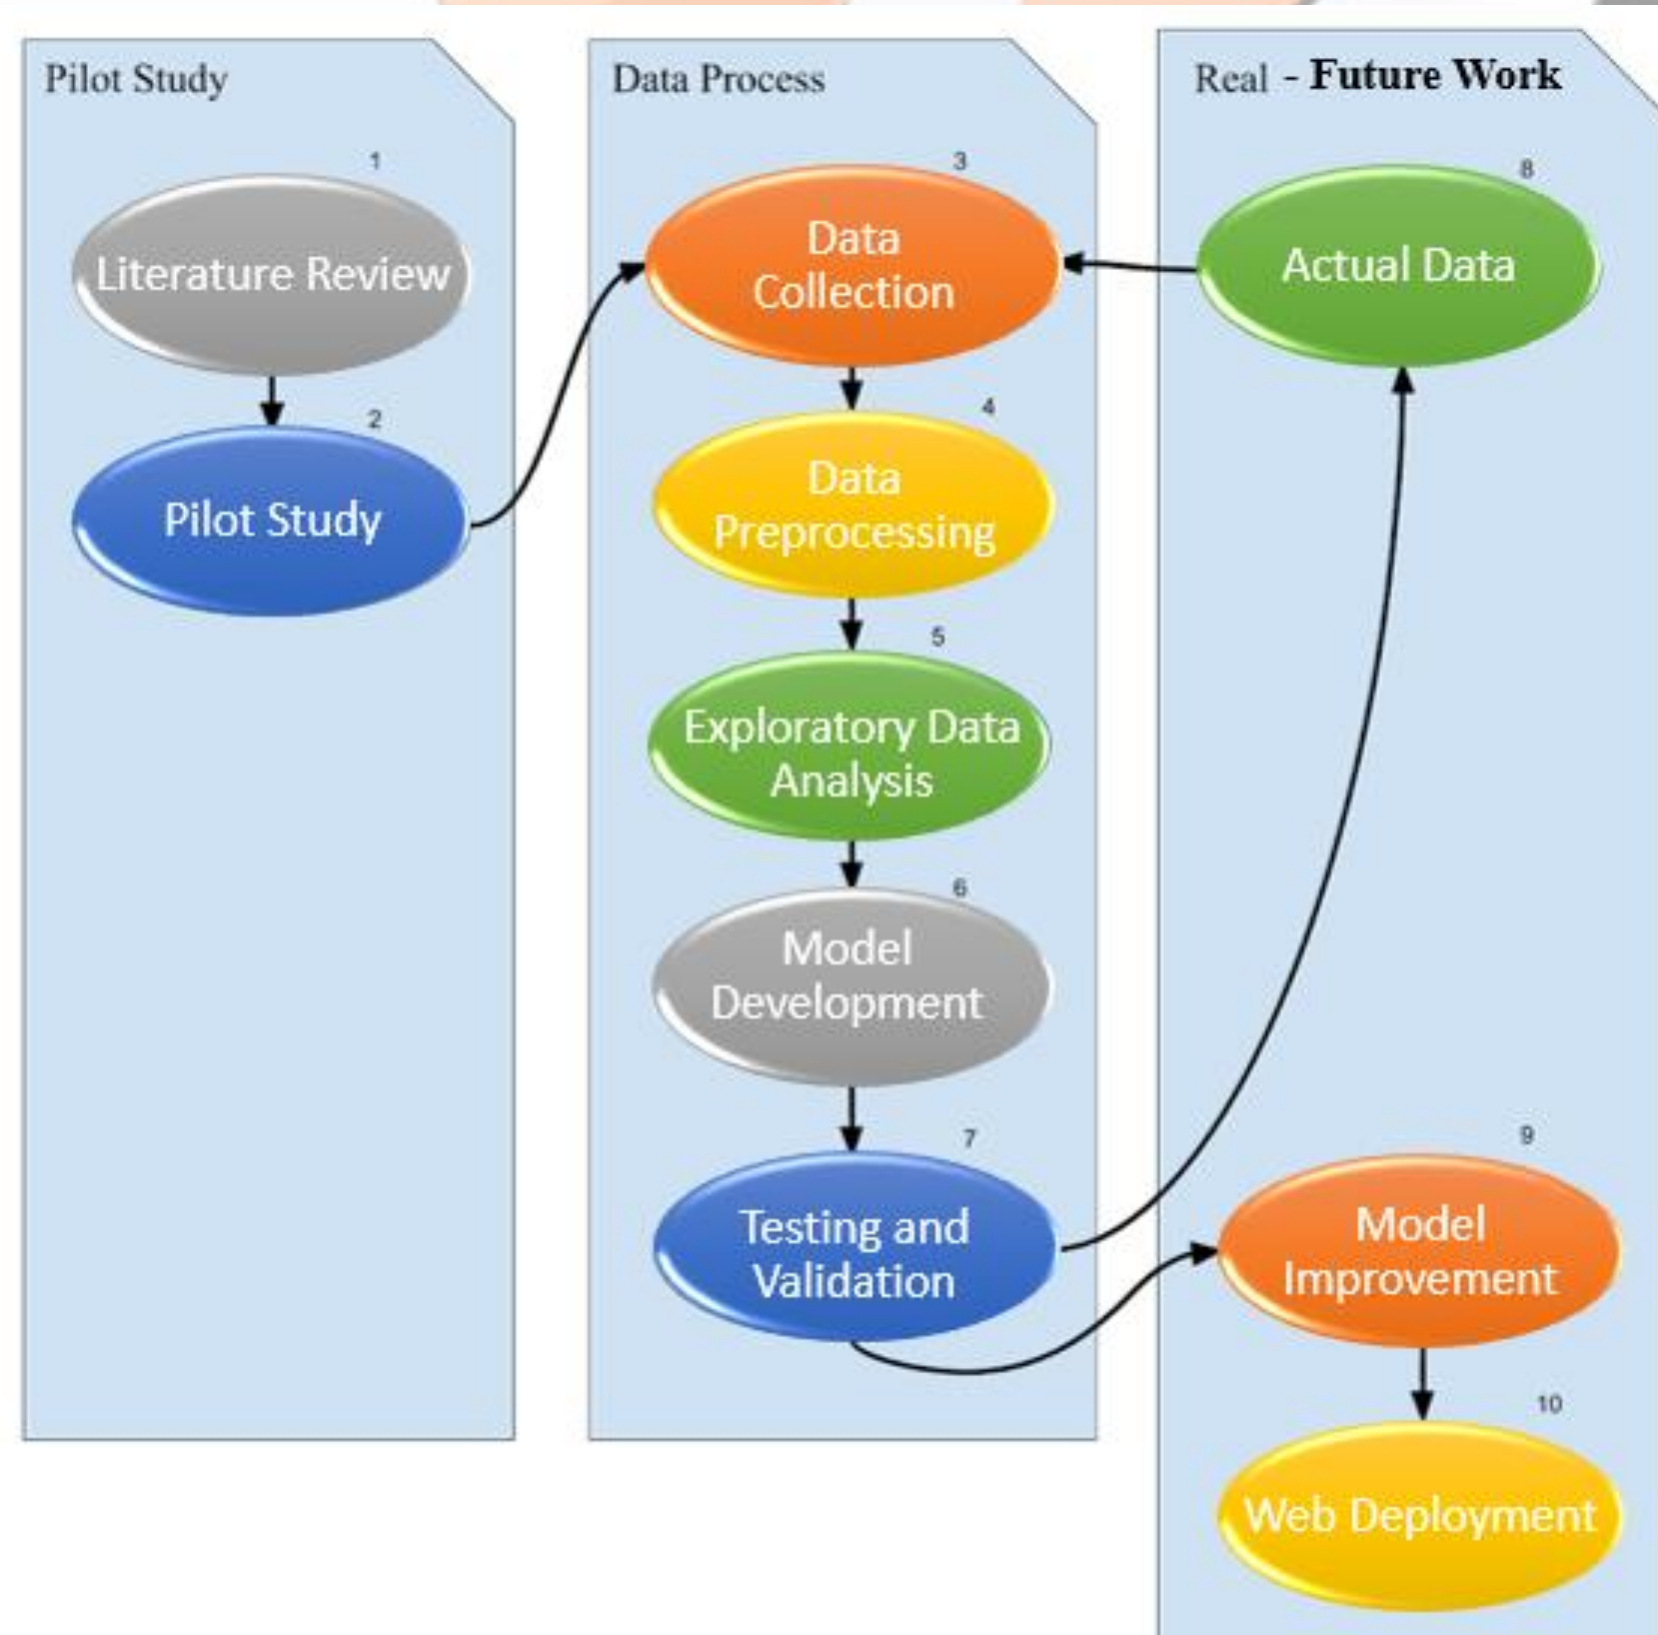 Pilot Study
1
Literature Review
2
Pilot Study
Data Process
3
Data
Collection
4
Data
Preprocessing
5
Exploratory Data
Analysis
6
Model
Development
7
Testing and
Validation
Real - Future Work
8
Actual Data
9
Model
Improvement
10
Web Deployment